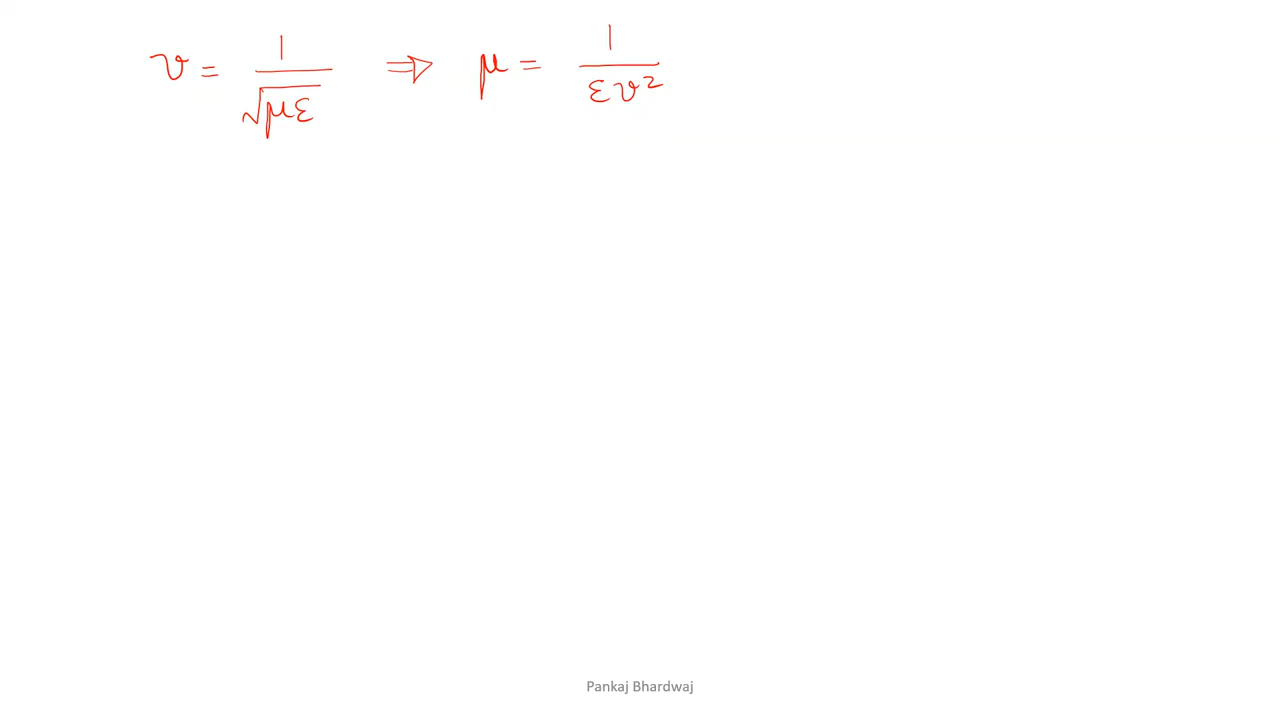 v = 1/√με ⇒ μ = 1/εv²
Pankaj Bhardwaj